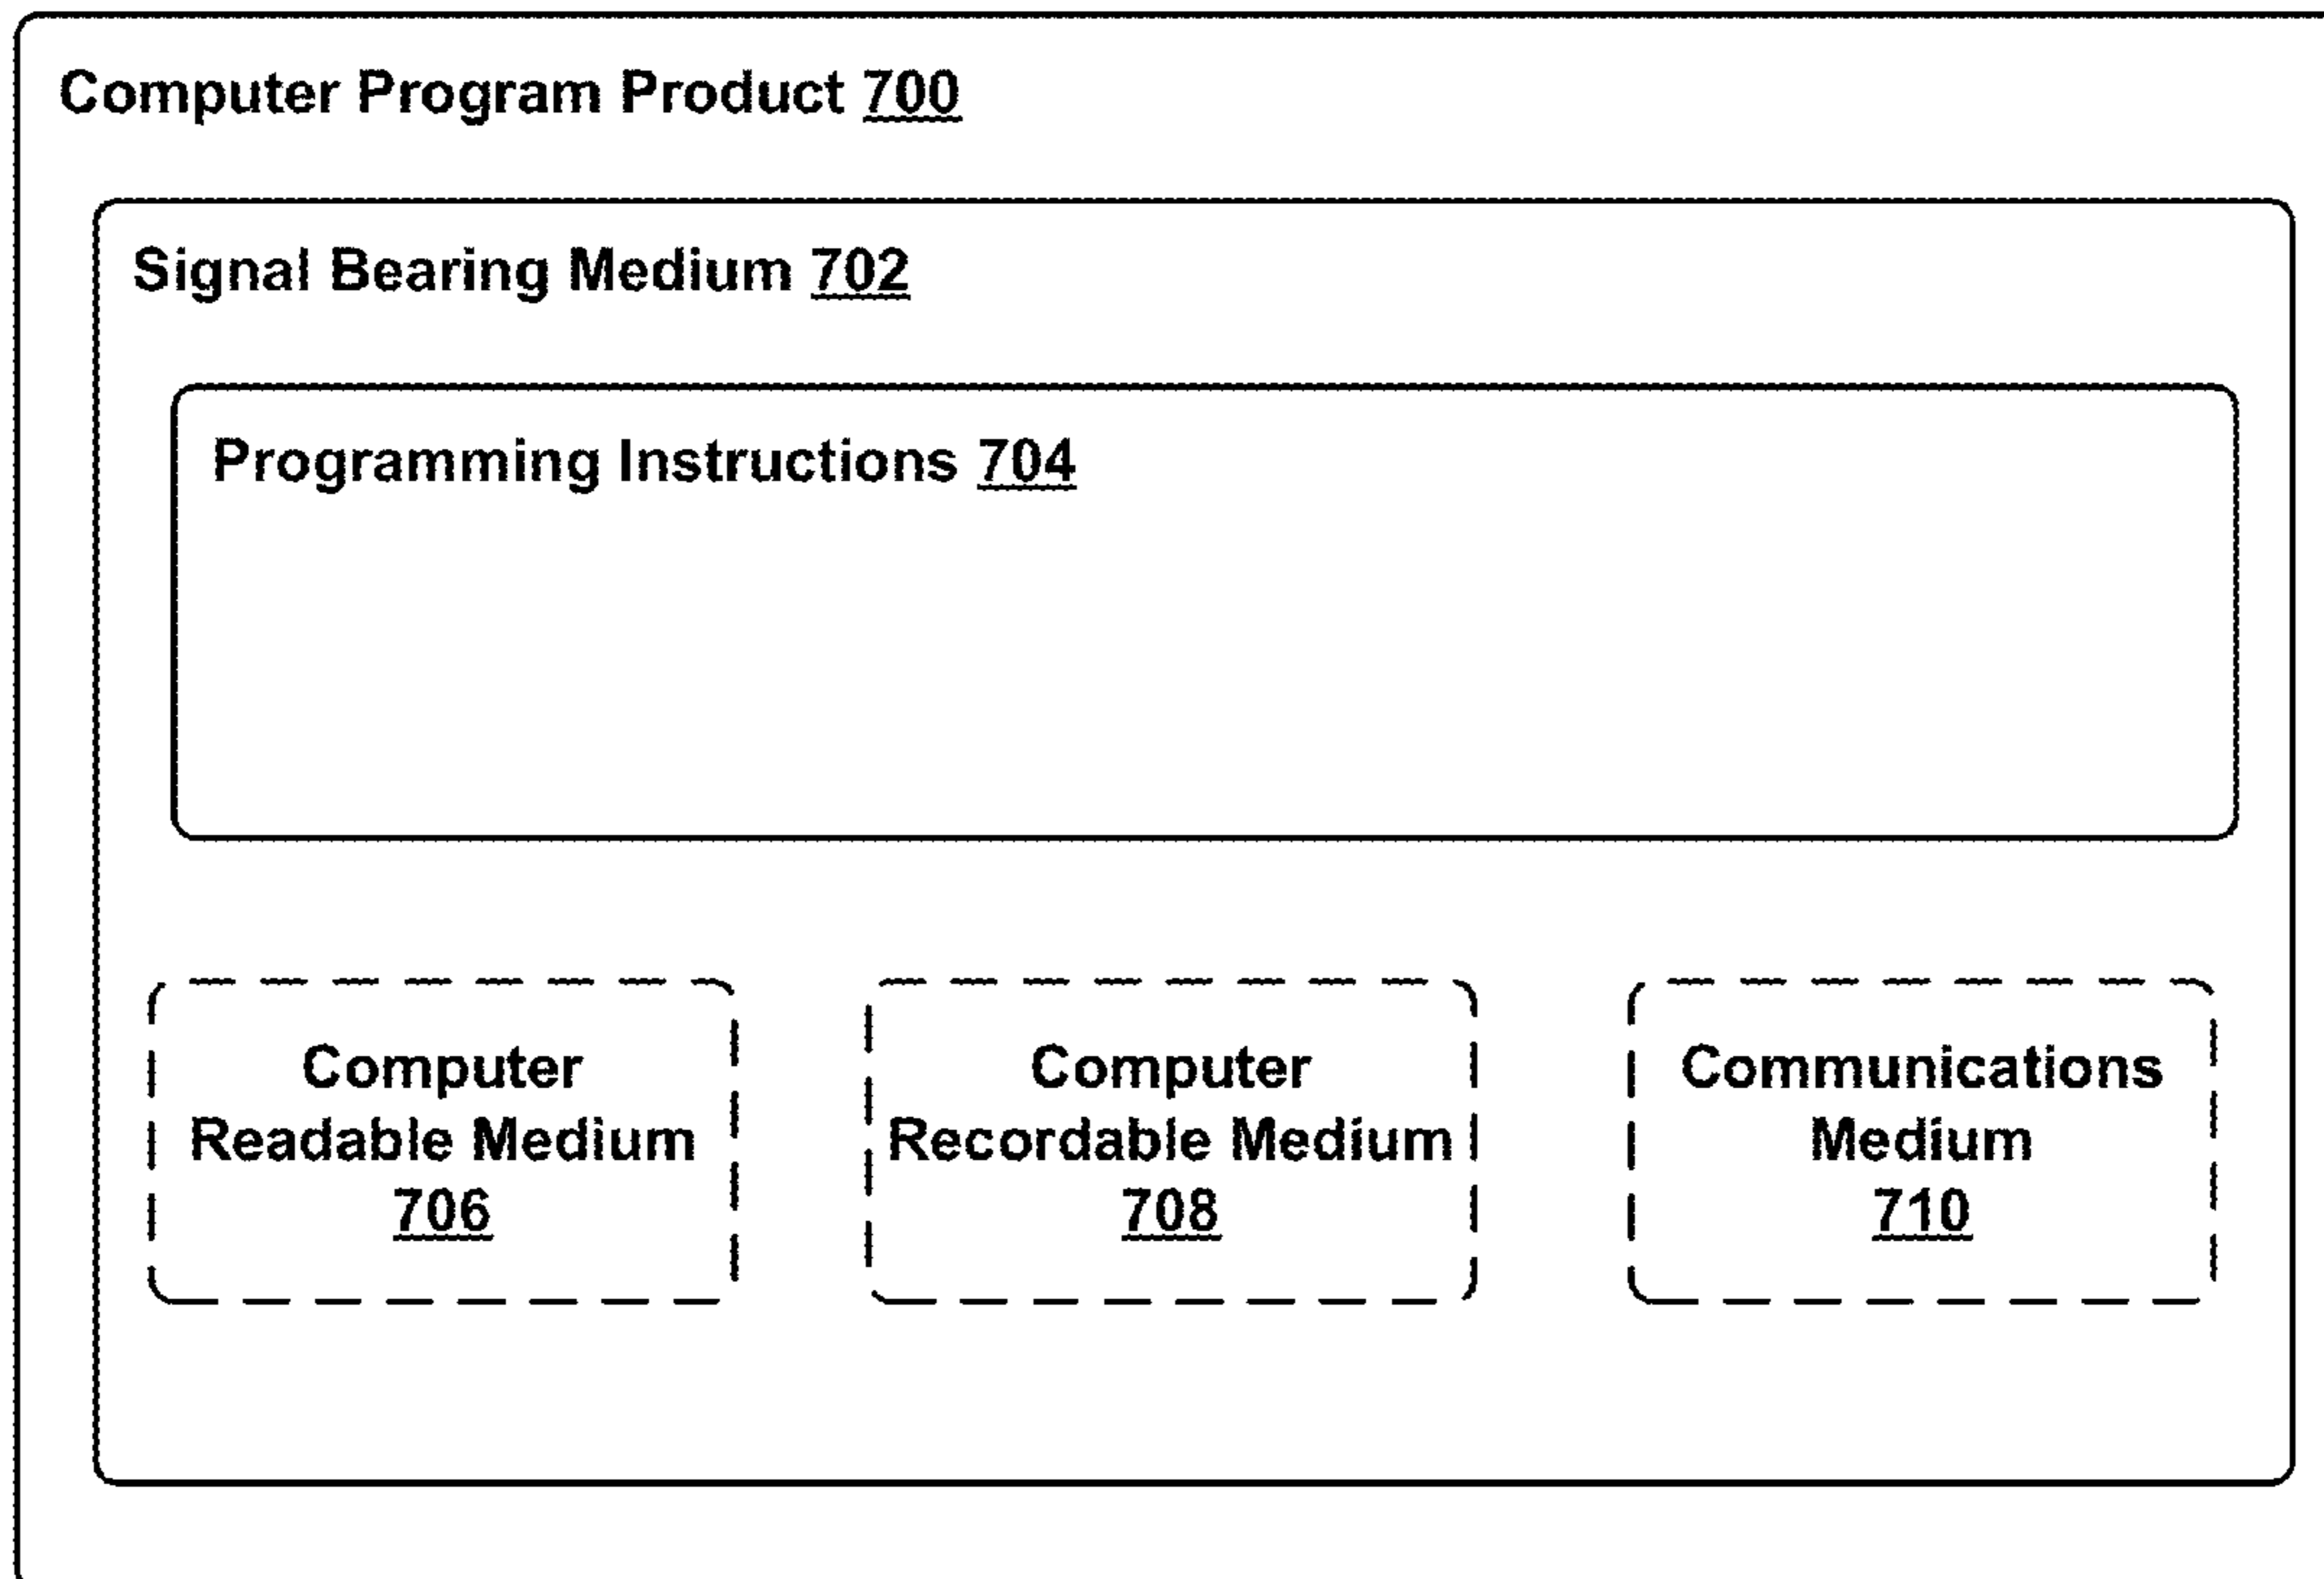 Computer Program Product 700
Signal Bearing Medium 702
Programming Instructions 704
Computer
Readable Medium
706
Computer
Recordable Medium
708
Communications
Medium
710